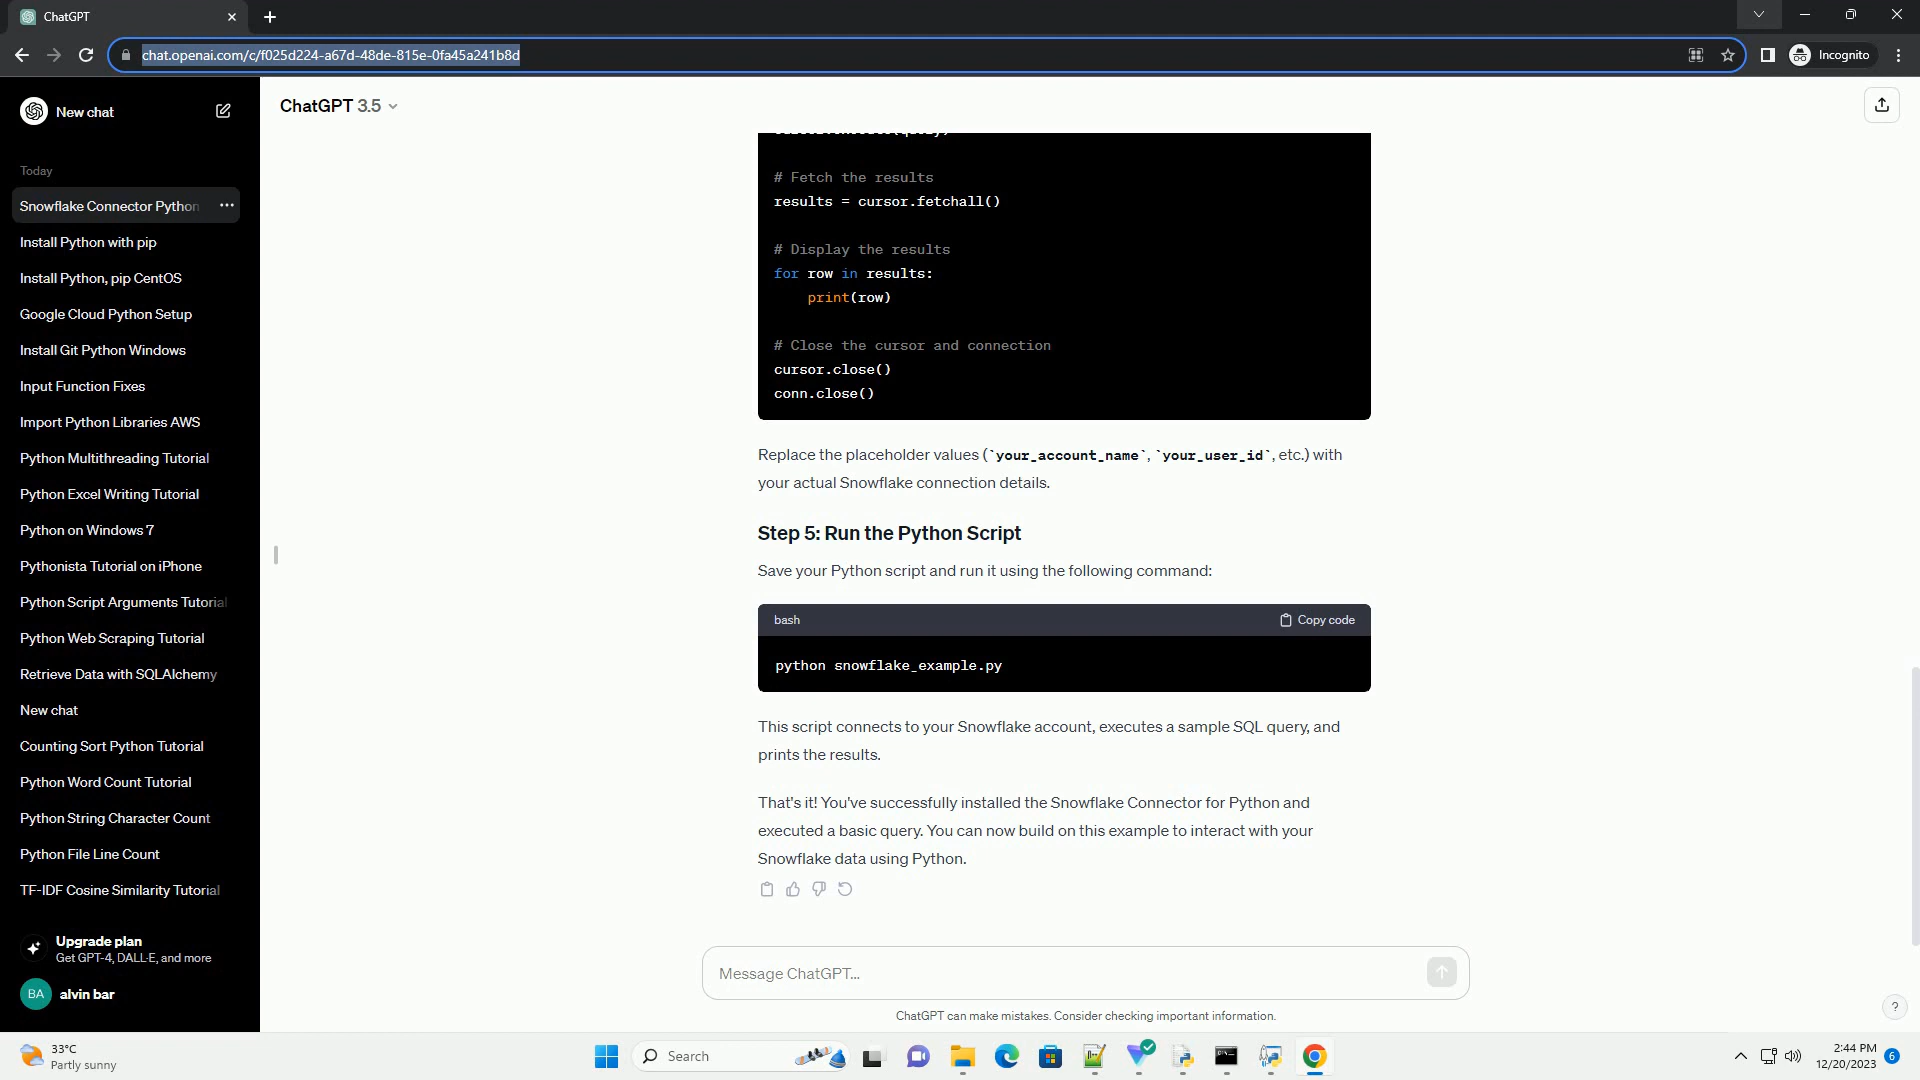 ChatGPT
chat.openai.com/c/f025d224-a67d-48de-815e-0fa45a241b8d
Incognito
New chat
ChatGPT 3.5
Today
Snowflake Connector Python
Install Python with pip
Install Python, pip CentOS
Google Cloud Python Setup
Install Git Python Windows
Input Function Fixes
Import Python Libraries AWS
Python Multithreading Tutorial
Python Excel Writing Tutorial
Python on Windows 7
Pythonista Tutorial on iPhone
Python Script Arguments Tutorial
Python Web Scraping Tutorial
Retrieve Data with SQLAlchemy
New chat
Counting Sort Python Tutorial
Python Word Count Tutorial
Python String Character Count
Python File Line Count
TF-IDF Cosine Similarity Tutorial
Upgrade plan
Get GPT-4, DALL·E, and more
BA
alvin bar
# Fetch the results
results = cursor.fetchall()
# Display the results
for row in results:
print(row)
# Close the cursor and connection
cursor.close()
conn.close()
Replace the placeholder values (`your_account_name`, `your_user_id`, etc.) with
your actual Snowflake connection details.
Step 5: Run the Python Script
Save your Python script and run it using the following command:
bash
Copy code
python snowflake_example.py
This script connects to your Snowflake account, executes a sample SQL query, and
prints the results.
That's it! You've successfully installed the Snowflake Connector for Python and
executed a basic query. You can now build on this example to interact with your
Snowflake data using Python.
Message ChatGPT...
ChatGPT can make mistakes. Consider checking important information.
?
33°C
Partly sunny
Search
2:44 PM
12/20/2023
6